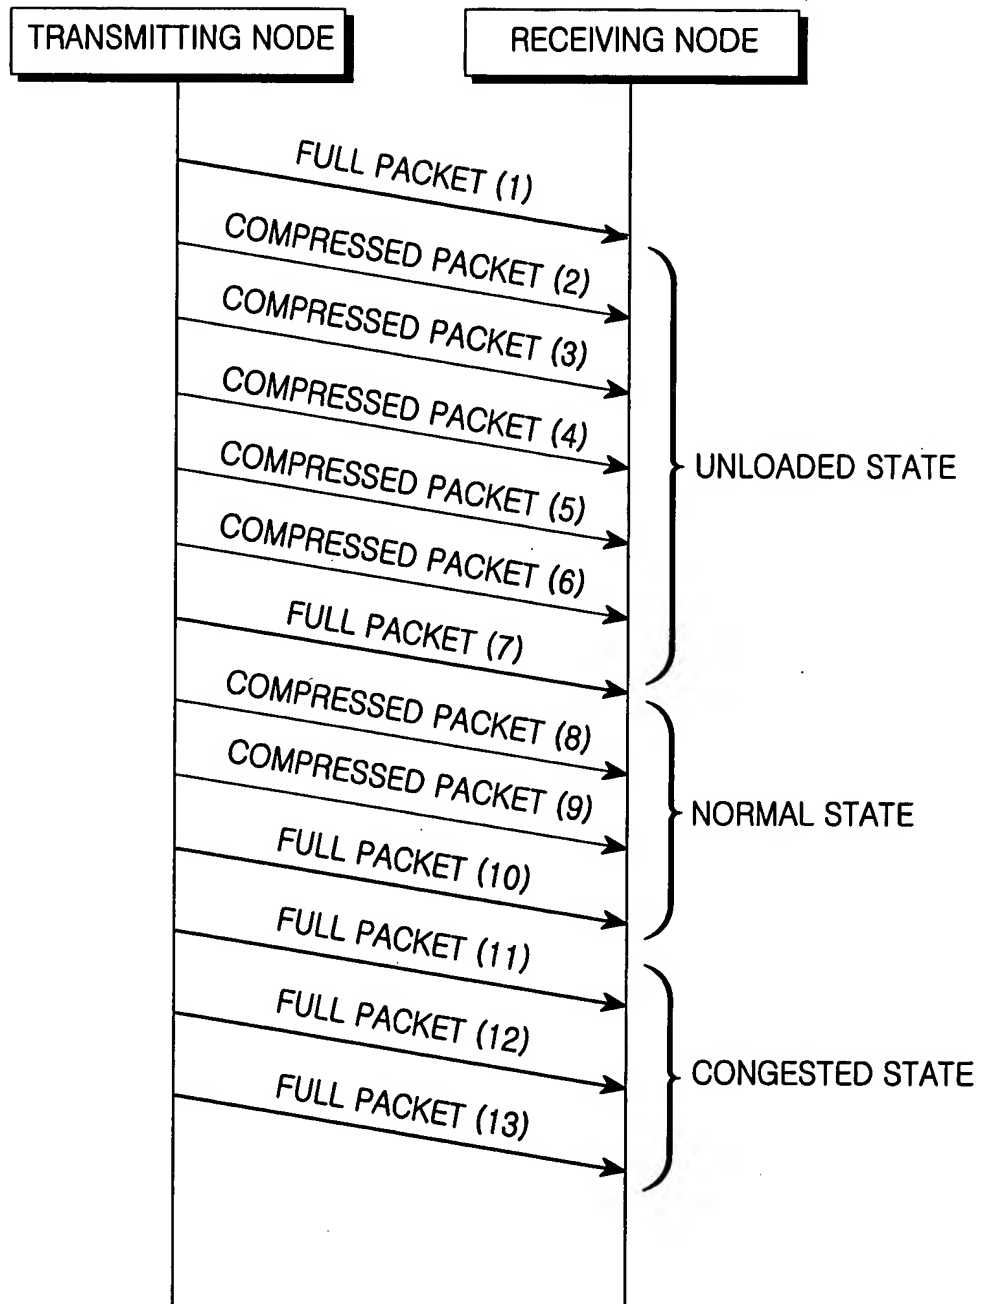 TRANSMITTING NODE
RECEIVING NODE
FULL PACKET (1)
COMPRESSED PACKET (2)
COMPRESSED PACKET (3)
COMPRESSED PACKET (4)
COMPRESSED PACKET (5)
COMPRESSED PACKET (6)
FULL PACKET (7)
UNLOADED STATE
COMPRESSED PACKET (8)
COMPRESSED PACKET (9)
FULL PACKET (10)
NORMAL STATE
FULL PACKET (11)
FULL PACKET (12)
FULL PACKET (13)
CONGESTED STATE